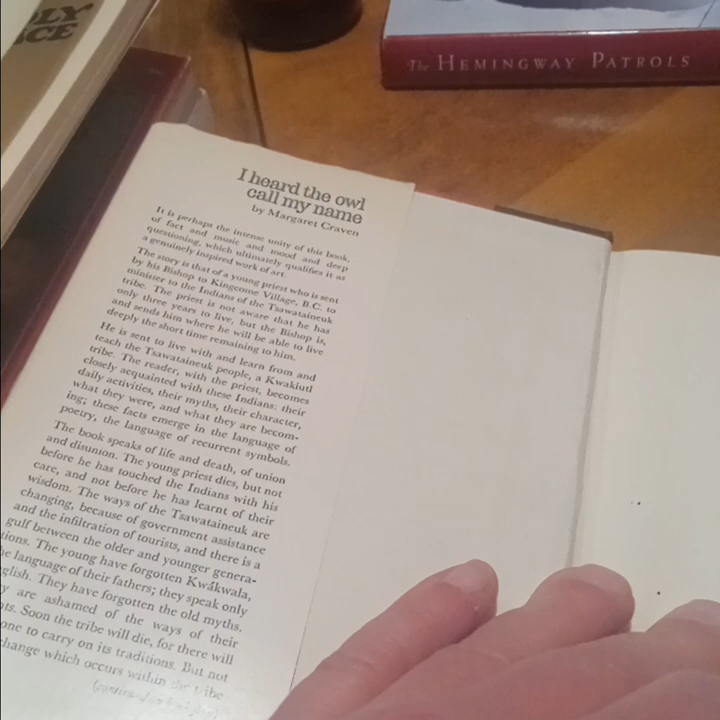 The HEMINGWAY PATROLS
I heard the owl
call my name
by Margaret Craven
It is perhaps the intense unity of this book,
of fact and music and mood and deep
questioning, which ultimately qualifies it as
a genuinely inspired work of art.
The story is that of a young priest who is sent
by his Bishop to Kingcome Village, B.C. to
minister to the Indians of the Tsawataineuk
tribe. The priest is not aware that he has
only three years to live, but the Bishop is,
and sends him where he will be able to live
deeply the short time remaining to him.
He is sent to live with and learn from and
teach the Tsawataineuk people, a Kwakiutl
tribe. The reader, with the priest, becomes
closely acquainted with these Indians: their
daily activities, their myths, their character,
what they were, and what they are becom-
ing; these facts emerge in the language of
poetry, the language of recurrent symbols.
The book speaks of life and death, of union
and disunion. The young priest dies, but not
before he has touched the Indians with his
care, and not before he has learnt of their
wisdom. The ways of the Tsawataineuk are
changing, because of government assistance
and the infiltration of tourists, and there is a
gulf between the older and younger genera-
tions. The young have forgotten Kwákwala,
he language of their fathers; they speak only
glish. They have forgotten the old myths.
y are ashamed of the ways of their
ts. Soon the tribe will die, for there will
one to carry on its traditions. But not
change which occurs within the tribe